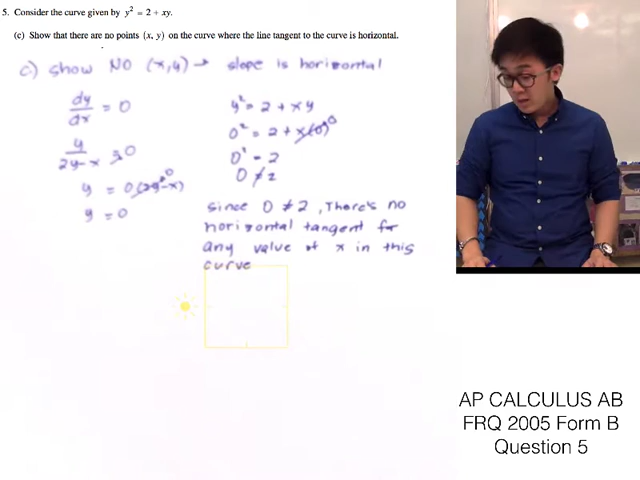 5. Consider the curve given by y² = 2 + xy.
(c) Show that there are no points (x, y) on the curve where the line tangent to the curve is horizontal.
c) Show NO (x,y) → slope is horizontal
dy/dx = 0
y/(2y-x) = 0
y = 0(2y-x) 0
y = 0
y² = 2 + xy
0² = 2 + x(0) 0
0² = 2
0 ≠ 2
Since 0 ≠ 2, There's no
horizontal tangent for
any value of x in this
curve
AP CALCULUS AB
FRQ 2005 Form B
Question 5